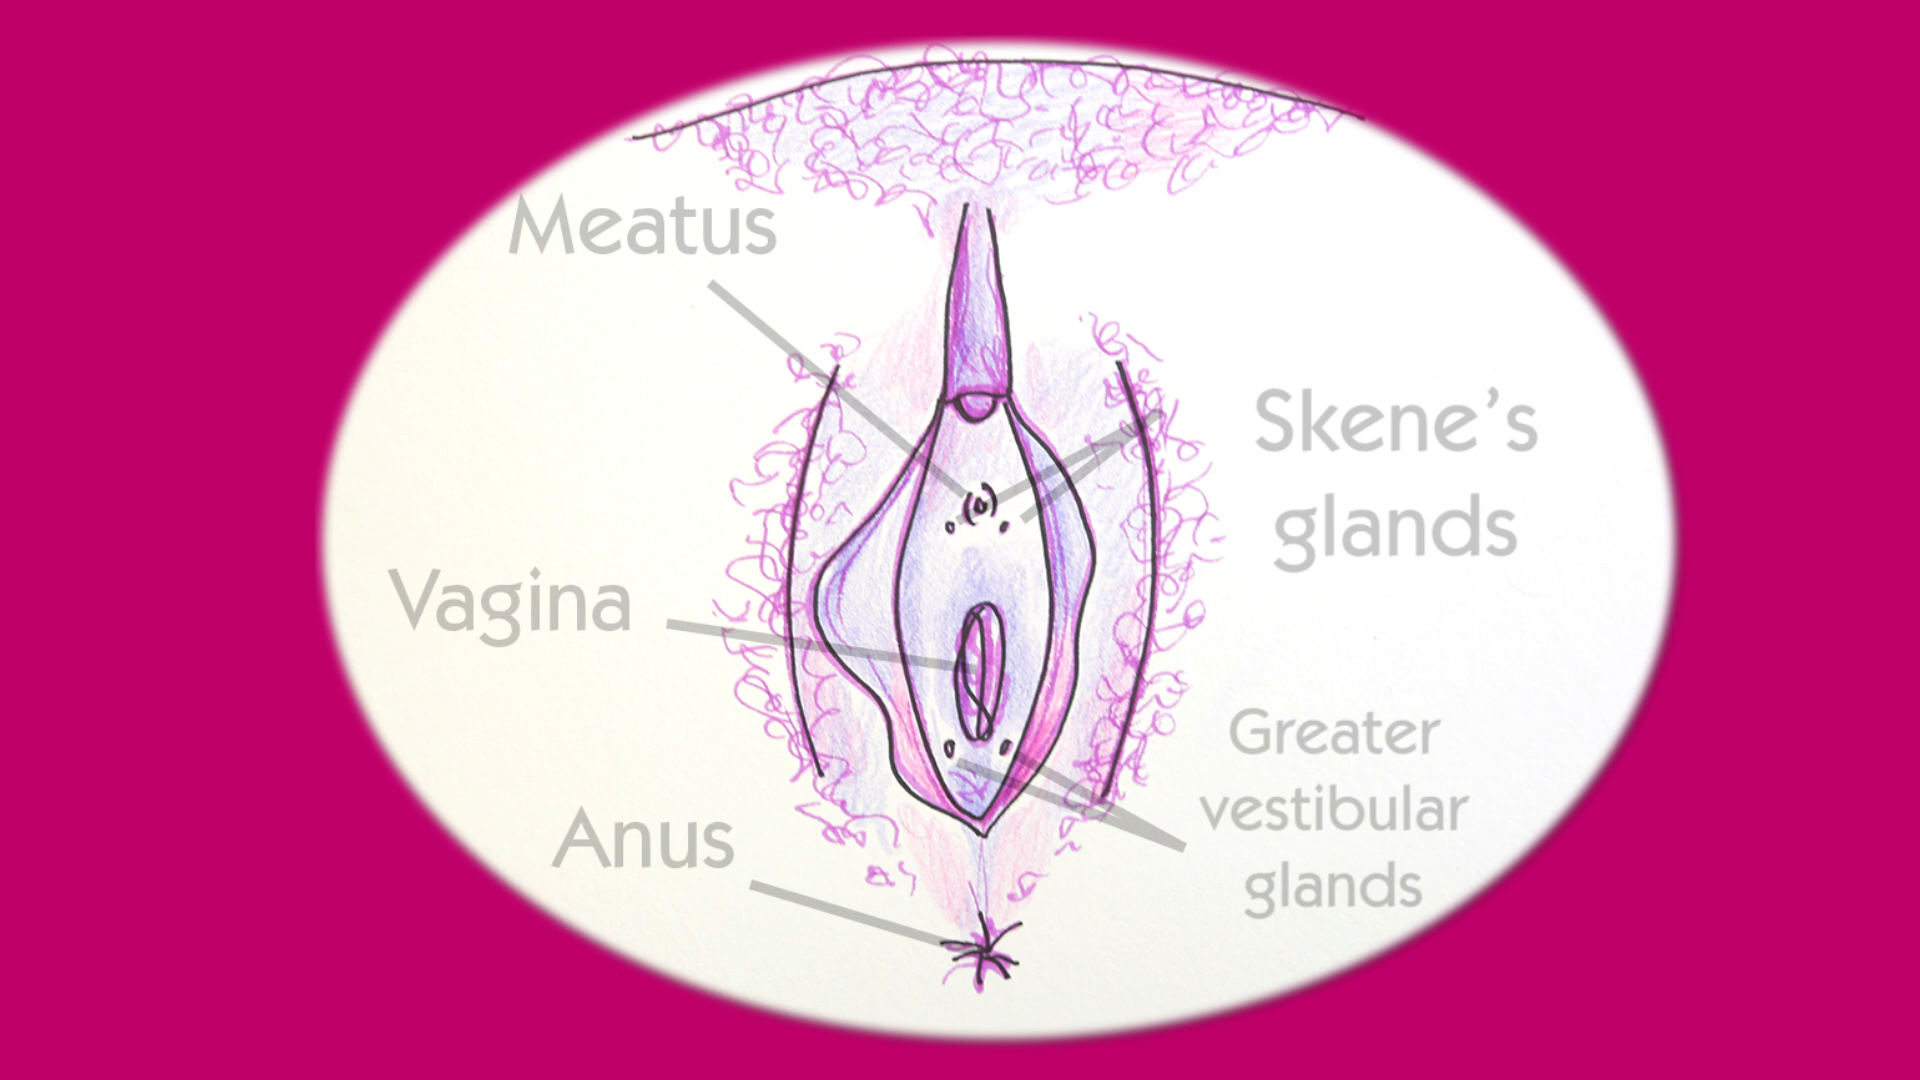 Meatus
Skene's
glands
Vagina
Greater
vestibular
glands
Anus